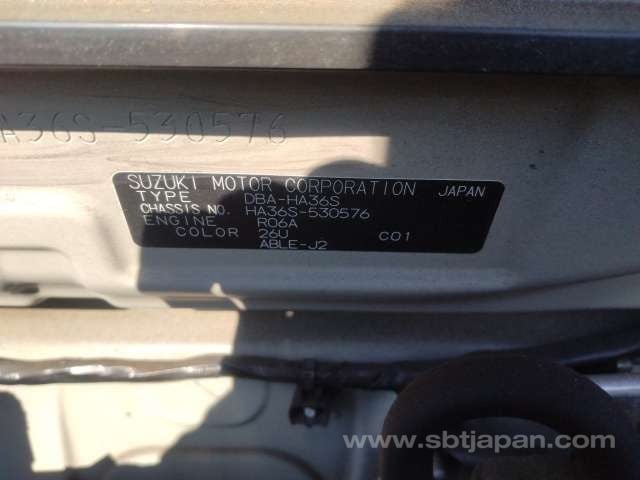 A36S-530576
SUZUKI MOTOR CORPORATION JAPAN
TYPE DBA-HA36S
CHASSIS NO. HA36S-530576
ENGINE R06A
COLOR 26U C01
ABLE-J2
www.sbtjapan.com